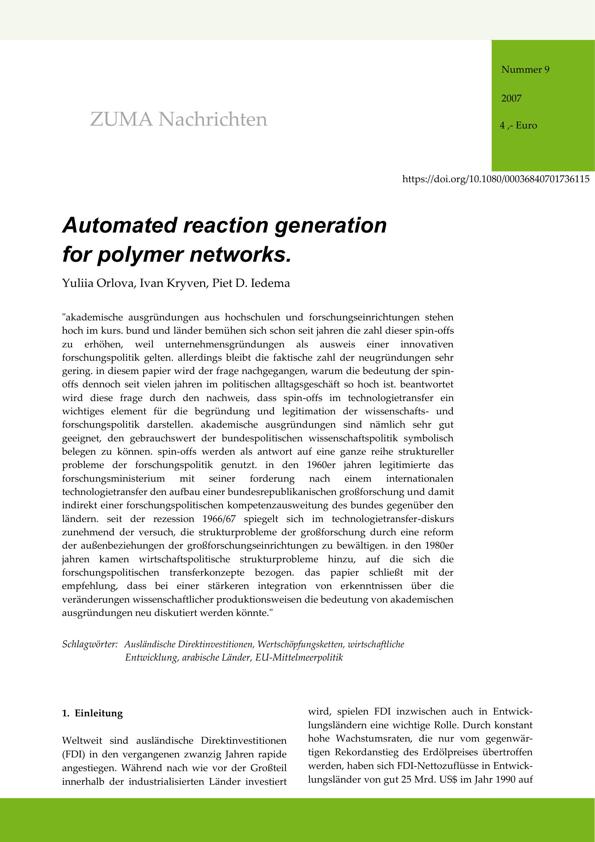 Nummer 9
2007
4 ,- Euro
ZUMA Nachrichten
https://doi.org/10.1080/00036840701736115
Automated reaction generation
for polymer networks.
Yuliia Orlova, Ivan Kryven, Piet D. Iedema
"akademische ausgründungen aus hochschulen und forschungseinrichtungen stehen
hoch im kurs. bund und länder bemühen sich schon seit jahren die zahl dieser spin-offs
zu erhöhen, weil unternehmensgründungen als ausweis einer innovativen
forschungspolitik gelten. allerdings bleibt die faktische zahl der neugründungen sehr
gering. in diesem papier wird der frage nachgegangen, warum die bedeutung der spin-
offs dennoch seit vielen jahren im politischen alltagsgeschäft so hoch ist. beantwortet
wird diese frage durch den nachweis, dass spin-offs im technologietransfer ein
wichtiges element für die begründung und legitimation der wissenschafts- und
forschungspolitik darstellen. akademische ausgründungen sind nämlich sehr gut
geeignet, den gebrauchswert der bundespolitischen wissenschaftspolitik symbolisch
belegen zu können. spin-offs werden als antwort auf eine ganze reihe struktureller
probleme der forschungspolitik genutzt. in den 1960er jahren legitimierte das
forschungsministerium mit seiner forderung nach einem internationalen
technologietransfer den aufbau einer bundesrepublikanischen großforschung und damit
indirekt einer forschungspolitischen kompetenzausweitung des bundes gegenüber den
ländern. seit der rezession 1966/67 spiegelt sich im technologietransfer-diskurs
zunehmend der versuch, die strukturprobleme der großforschung durch eine reform
der außenbeziehungen der großforschungseinrichtungen zu bewältigen. in den 1980er
jahren kamen wirtschaftspolitische strukturprobleme hinzu, auf die sich die
forschungspolitischen transferkonzepte bezogen. das papier schließt mit der
empfehlung, dass bei einer stärkeren integration von erkenntnissen über die
veränderungen wissenschaftlicher produktionsweisen die bedeutung von akademischen
ausgründungen neu diskutiert werden könnte."
Schlagwörter: Ausländische Direktinvestitionen, Wertschöpfungsketten, wirtschaftliche
Entwicklung, arabische Länder, EU-Mittelmeerpolitik
1. Einleitung
Weltweit sind ausländische Direktinvestitionen
(FDI) in den vergangenen zwanzig Jahren rapide
angestiegen. Während nach wie vor der Großteil
innerhalb der industrialisierten Länder investiert
wird, spielen FDI inzwischen auch in Entwick-
lungsländern eine wichtige Rolle. Durch konstant
hohe Wachstumsraten, die nur vom gegenwär-
tigen Rekordanstieg des Erdölpreises übertroffen
werden, haben sich FDI-Nettozuflüsse in Entwick-
lungsländer von gut 25 Mrd. US$ im Jahr 1990 auf